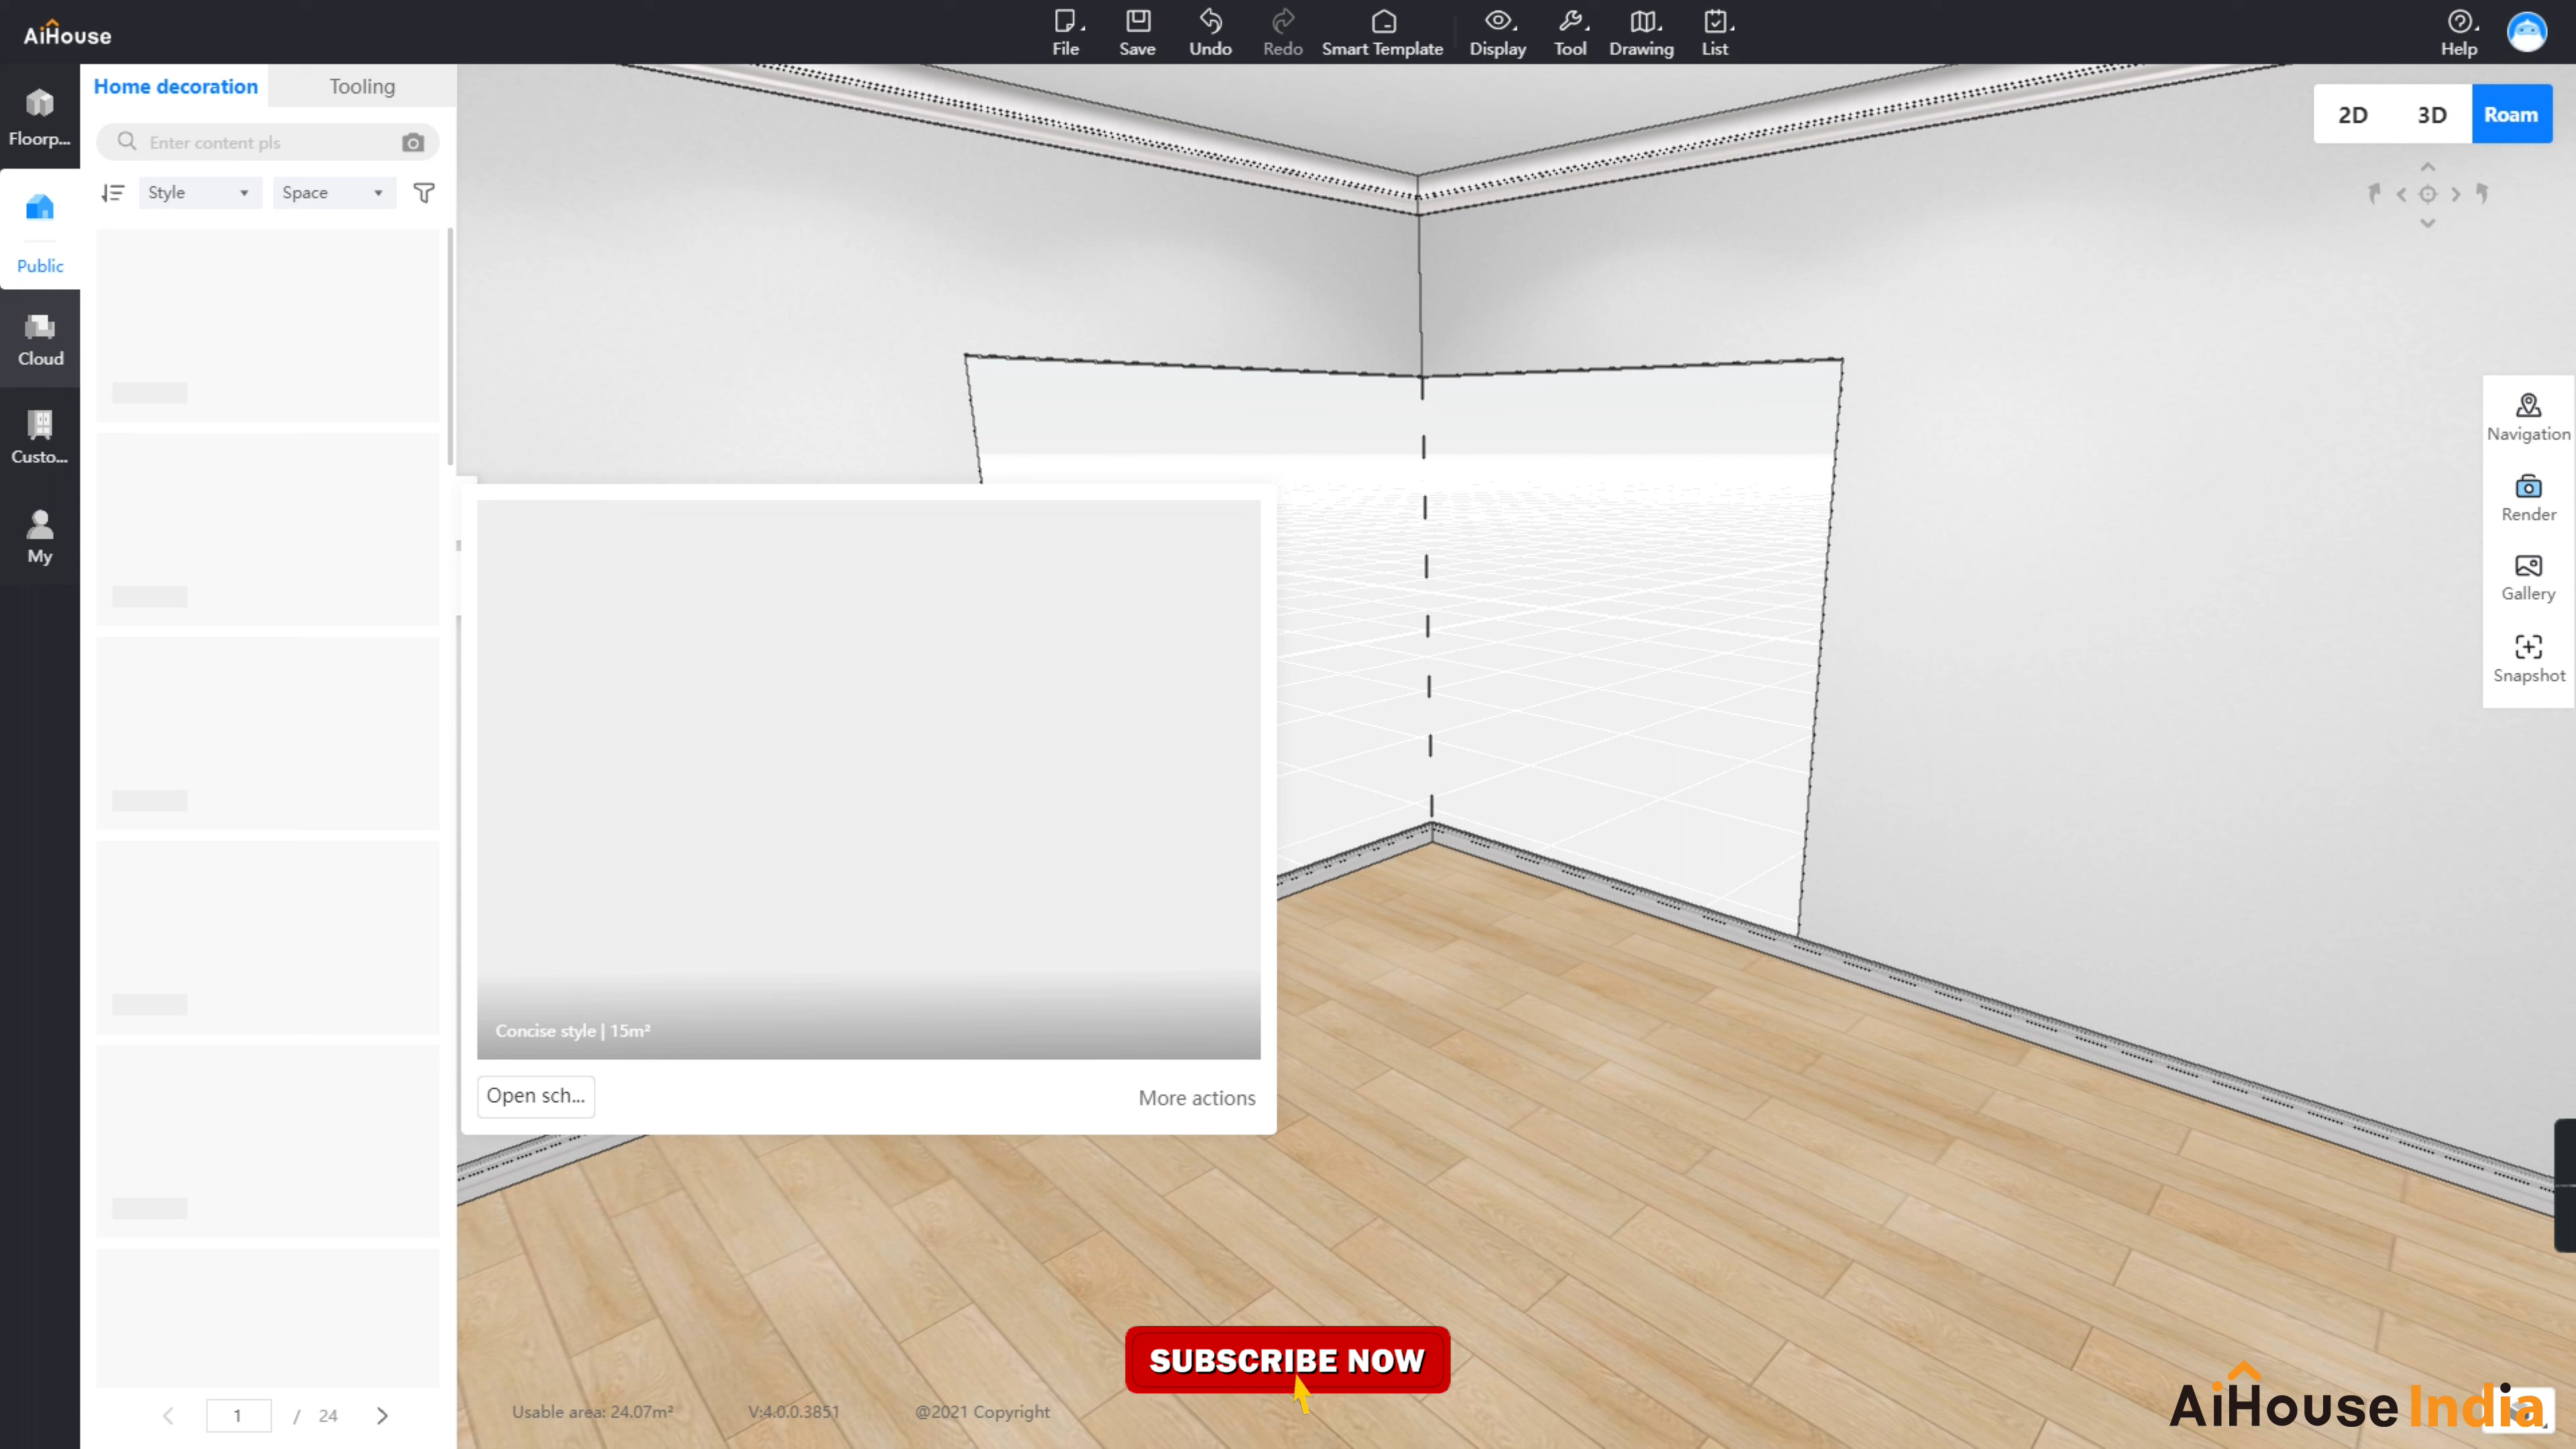 AiHouse
File
Save
Undo
Redo
Smart Template
Display
Tool
Drawing
List
Help
Floorp...
Public
Cloud
Custo...
My
Home decoration
Tooling
Enter content pls
Style
Space
2D
3D
Roam
Navigation
Render
Gallery
Snapshot
Concise style | 15m²
Open sch...
More actions
SUBSCRIBE NOW
1 / 24
Usable area: 24.07m²
V:4.0.0.3851
@2021 Copyright
AiHouse India